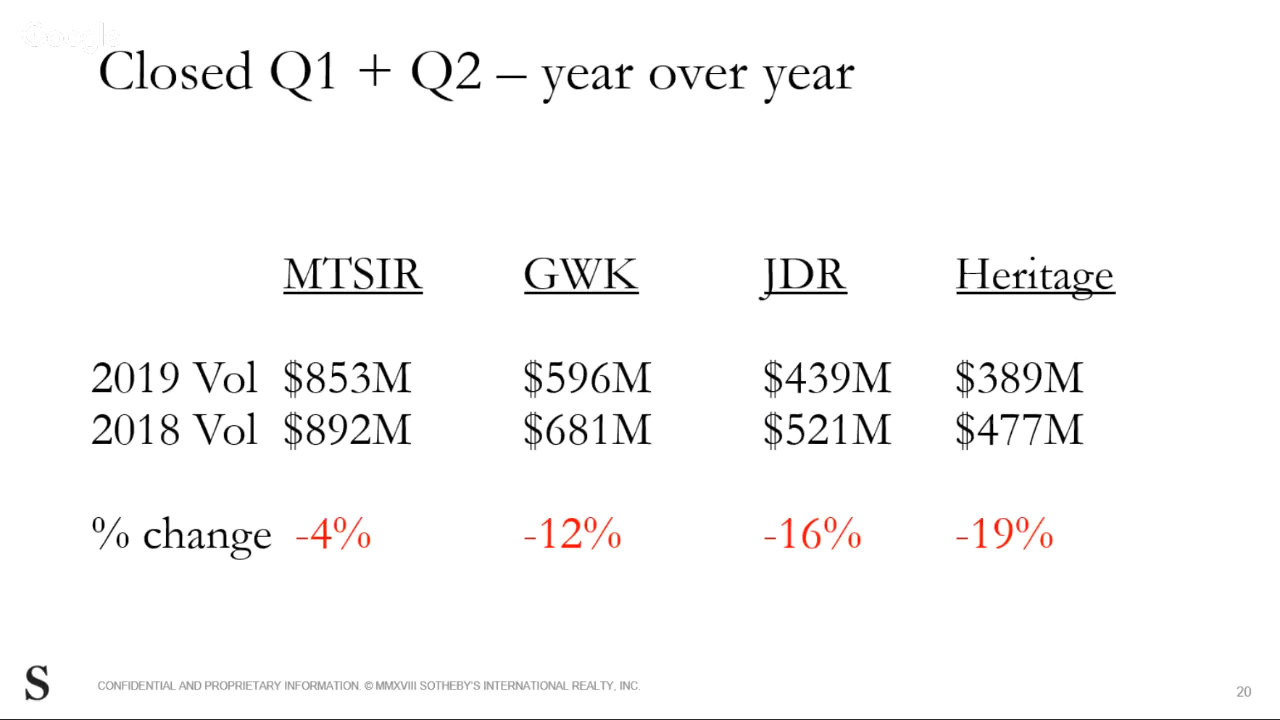 Google
Closed Q1 + Q2 – year over year
MTSIR GWK JDR Heritage
2019 Vol $853M $596M $439M $389M
2018 Vol $892M $681M $521M $477M
% change -4% -12% -16% -19%
S CONFIDENTIAL AND PROPRIETARY INFORMATION. © MMXVIII SOTHEBY'S INTERNATIONAL REALTY, INC. 20